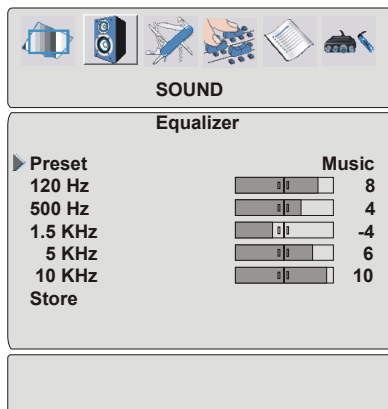 SOUND
Equalizer
Preset Music
120 Hz 8
500 Hz 4
1.5 KHz -4
5 KHz 6
10 KHz 10
Store